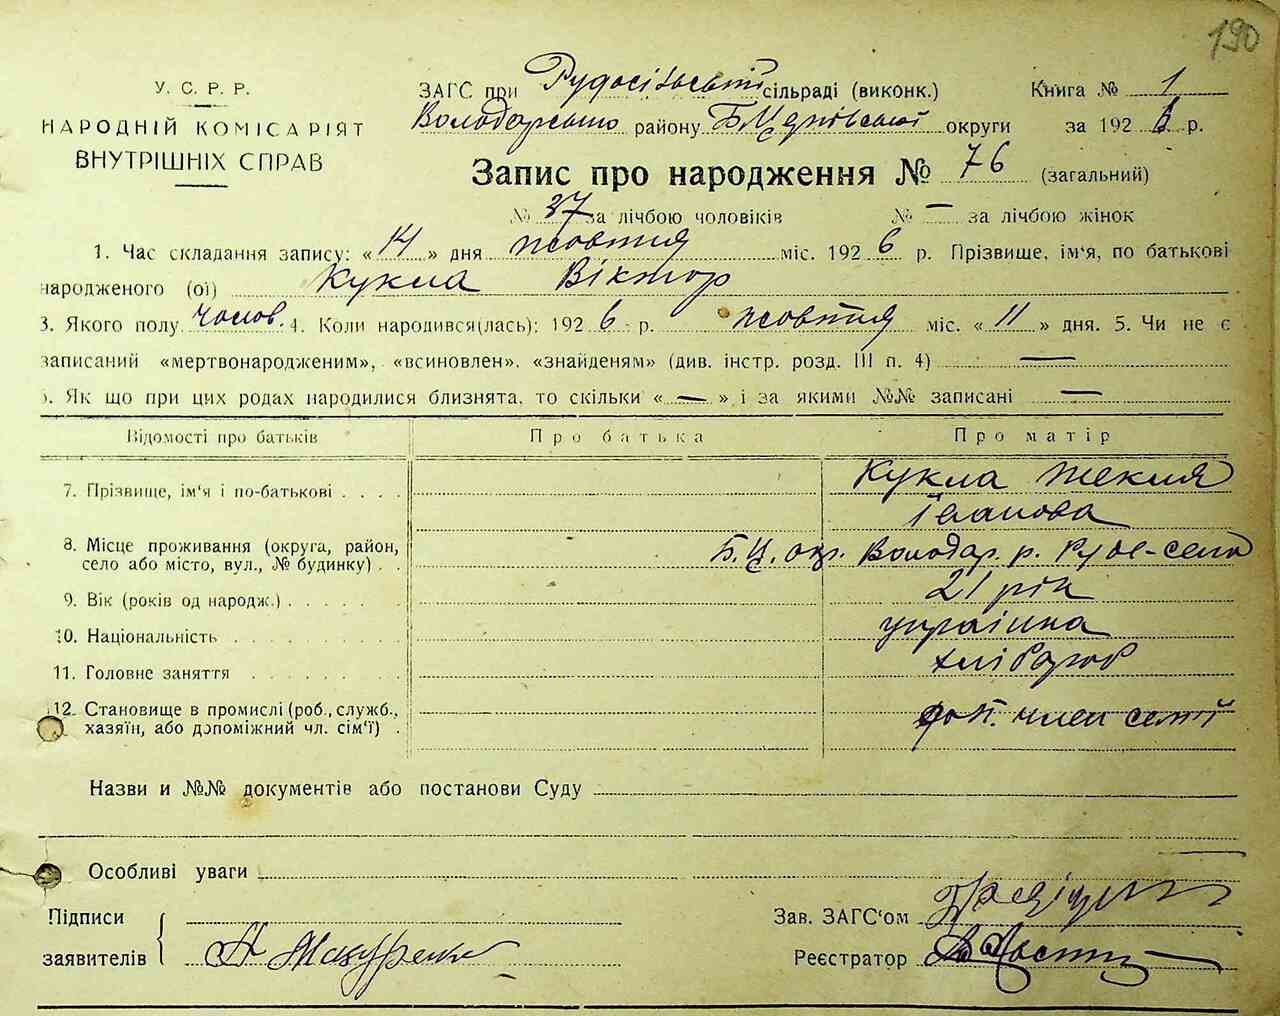 190
У. С. Р. Р.
НАРОДНІЙ КОМІСАРІЯТ
ВНУТРІШНІХ СПРАВ
ЗАГС при Рудосільській сільраді (виконк.) Книга № 1
Володарсько району Б Церківської округи за 1926 р.
Запис про народження № 76 (загальний)
№ 37 за лічбою чоловіків № — за лічбою жінок
1. Час складання запису: «14» дня жовтня міс. 1926 р. Прізвище, ім'я, по батькові
народженого (ої) Кукла Віктор
3. Якого полу чолов. 4. Коли народився(лась): 1926 р. жовтня міс. «11» дня. 5. Чи не є
записаний «мертвонародженим», «всиновлен», «знайденям» (див. інстр. розд. III п. 4) —
6. Як що при цих родах народилися близнята, то скільки «—» і за якими №№ записані —
Відомості про батьків Про батька Про матір
7. Прізвище, ім'я і по-батькові . . . . Кукла Текля
Іванова
8. Місце проживання (округа, район,
село або місто, вул., № будинку) . . Б.Ц. окр. Володар. р. Руде-село
9. Вік (років од народж.) . . . . . . 21 рік
10. Національність . . . . . . . . українка
11. Головне заняття . . . . . . . хлібороб
12. Становище в промислі (роб., служб.,
хазяїн, або допоміжний чл. сім'ї) . доп. член семї
Назви и №№ документів або постанови Суду
Особливі уваги
Підписи
заявителів А Мазуренко
Зав. ЗАГС'ом
Реєстратор